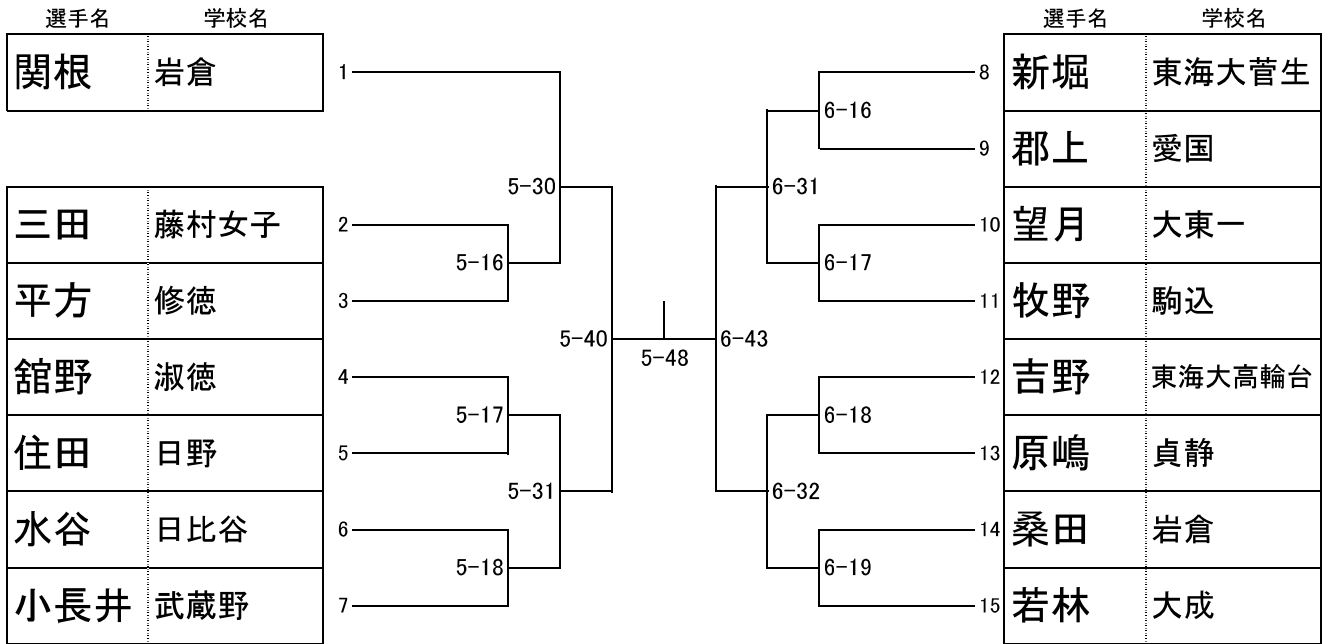 選手名 学校名
関根 岩倉 1
三田 藤村女子 2
平方 修徳 3
舘野 淑徳 4
住田 日野 5
水谷 日比谷 6
小長井 武蔵野 7
5-30
5-16
5-40
5-17
5-31
5-18
5-48
6-16
6-31
6-17
6-43
6-18
6-32
6-19
選手名 学校名
8 新堀 東海大菅生
9 郡上 愛国
10 望月 大東一
11 牧野 駒込
12 吉野 東海大高輪台
13 原嶋 貞静
14 桑田 岩倉
15 若林 大成